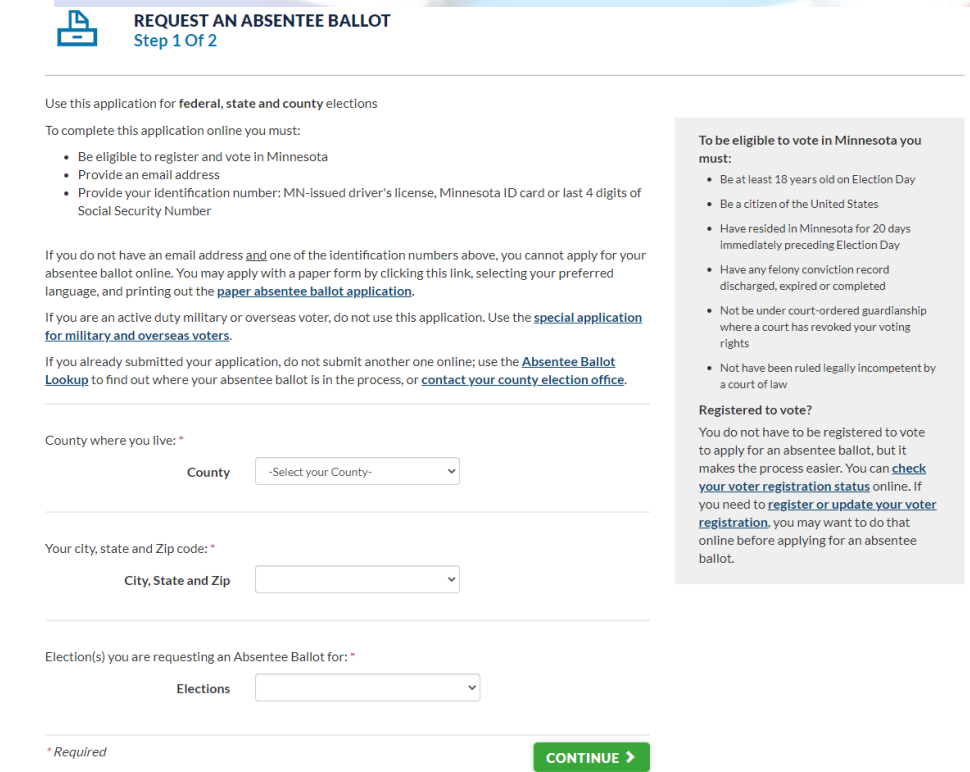 REQUEST AN ABSENTEE BALLOT
Step 1 Of 2
Use this application for federal, state and county elections
To complete this application online you must:
• Be eligible to register and vote in Minnesota
• Provide an email address
• Provide your identification number: MN-issued driver's license, Minnesota ID card or last 4 digits of
Social Security Number
If you do not have an email address and one of the identification numbers above, you cannot apply for your
absentee ballot online. You may apply with a paper form by clicking this link, selecting your preferred
language, and printing out the paper absentee ballot application.
If you are an active duty military or overseas voter, do not use this application. Use the special application
for military and overseas voters.
If you already submitted your application, do not submit another one online; use the Absentee Ballot
Lookup to find out where your absentee ballot is in the process, or contact your county election office.
County where you live: *
County -Select your County-
Your city, state and Zip code: *
City, State and Zip
Election(s) you are requesting an Absentee Ballot for: *
Elections
* Required
CONTINUE
To be eligible to vote in Minnesota you
must:
• Be at least 18 years old on Election Day
• Be a citizen of the United States
• Have resided in Minnesota for 20 days
immediately preceding Election Day
• Have any felony conviction record
discharged, expired or completed
• Not be under court-ordered guardianship
where a court has revoked your voting
rights
• Not have been ruled legally incompetent by
a court of law
Registered to vote?
You do not have to be registered to vote
to apply for an absentee ballot, but it
makes the process easier. You can check
your voter registration status online. If
you need to register or update your voter
registration, you may want to do that
online before applying for an absentee
ballot.